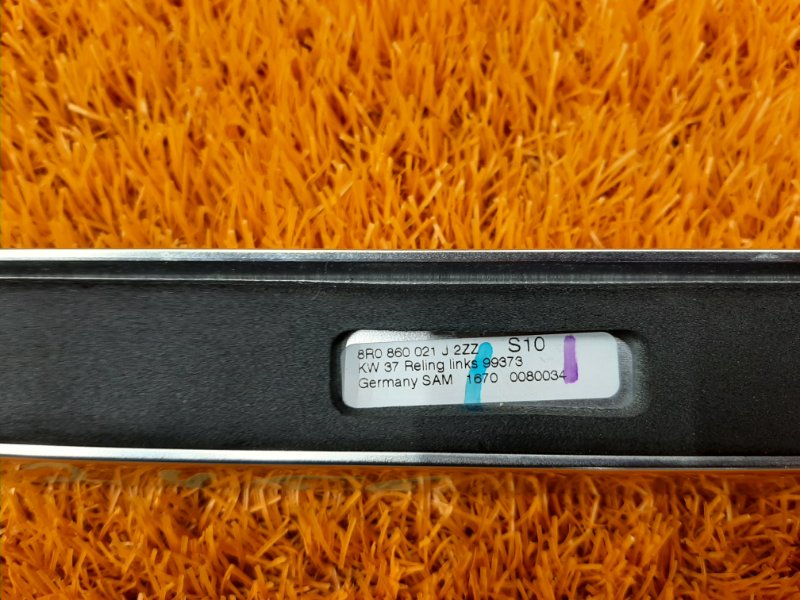 8R0 860 021 J 2ZZ S10
KW 37 Reling links 99373
Germany SAM 1670 0080034